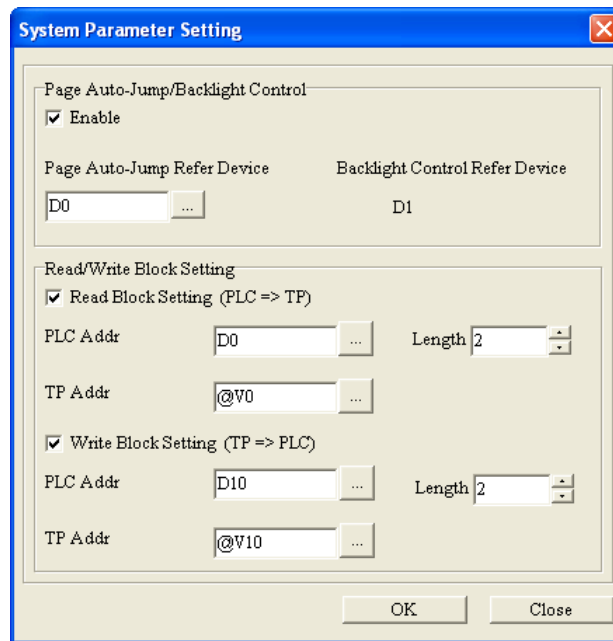 System Parameter Setting
Page Auto-Jump/Backlight Control
Enable
Page Auto-Jump Refer Device Backlight Control Refer Device
D0 ... D1
Read/Write Block Setting
Read Block Setting (PLC => TP)
PLC Addr D0 ... Length 2
TP Addr @V0 ...
Write Block Setting (TP => PLC)
PLC Addr D10 ... Length 2
TP Addr @V10 ...
OK Close